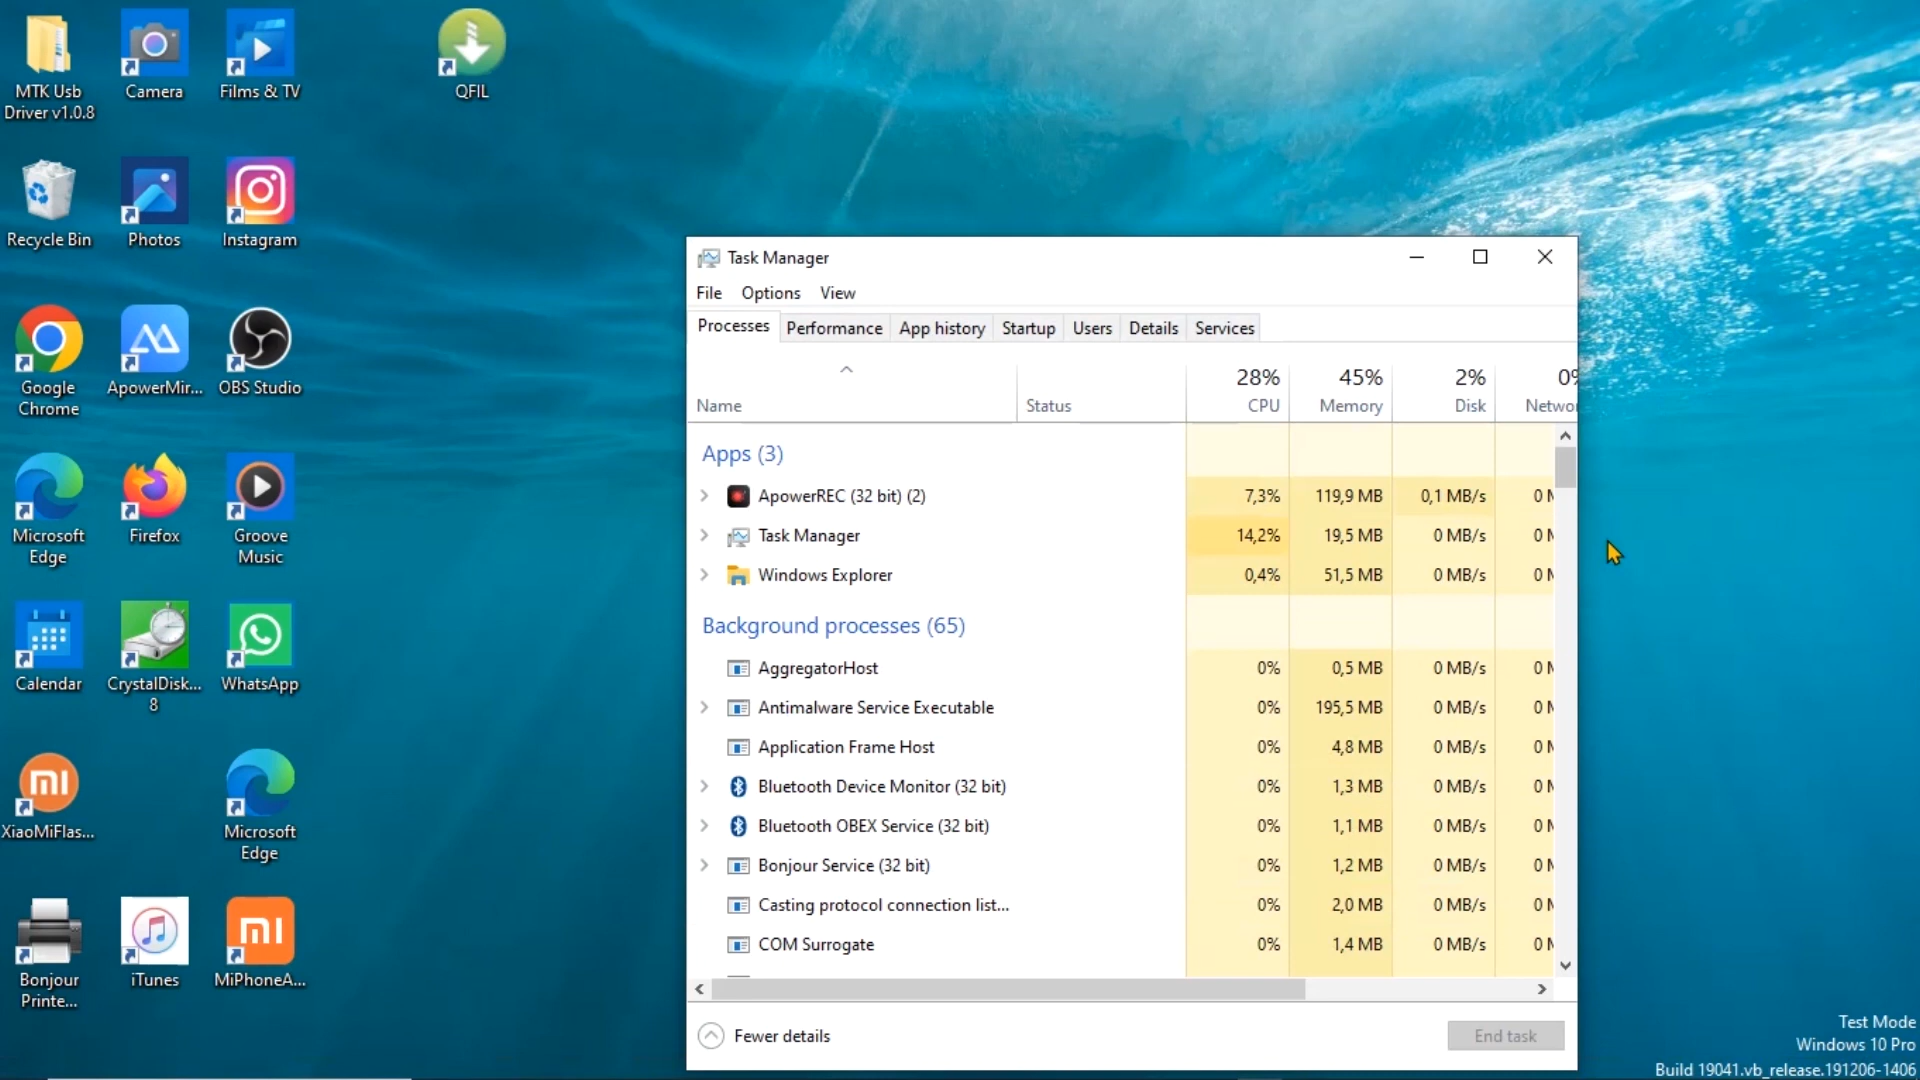 MTK Usb
Driver v1.0.8
Camera
Films & TV
QFIL
Recycle Bin
Photos
Instagram
Google
Chrome
ApowerMir...
OBS Studio
Microsoft
Edge
Firefox
Groove
Music
Calendar
CrystalDisk...
8
WhatsApp
XiaoMiFlas...
Microsoft
Edge
Bonjour
Printe...
iTunes
MiPhoneA...
Task Manager
File Options View
Processes Performance App history Startup Users Details Services
28% 45% 2% 0%
Name Status CPU Memory Disk Networ
Apps (3)
ApowerREC (32 bit) (2) 7,3% 119,9 MB 0,1 MB/s 0 M
Task Manager 14,2% 19,5 MB 0 MB/s 0 M
Windows Explorer 0,4% 51,5 MB 0 MB/s 0 M
Background processes (65)
AggregatorHost 0% 0,5 MB 0 MB/s 0 M
Antimalware Service Executable 0% 195,5 MB 0 MB/s 0 M
Application Frame Host 0% 4,8 MB 0 MB/s 0 M
Bluetooth Device Monitor (32 bit) 0% 1,3 MB 0 MB/s 0 M
Bluetooth OBEX Service (32 bit) 0% 1,1 MB 0 MB/s 0 M
Bonjour Service (32 bit) 0% 1,2 MB 0 MB/s 0 M
Casting protocol connection list... 0% 2,0 MB 0 MB/s 0 M
COM Surrogate 0% 1,4 MB 0 MB/s 0 M
Fewer details
End task
Test Mode
Windows 10 Pro
Build 19041.vb_release.191206-1406